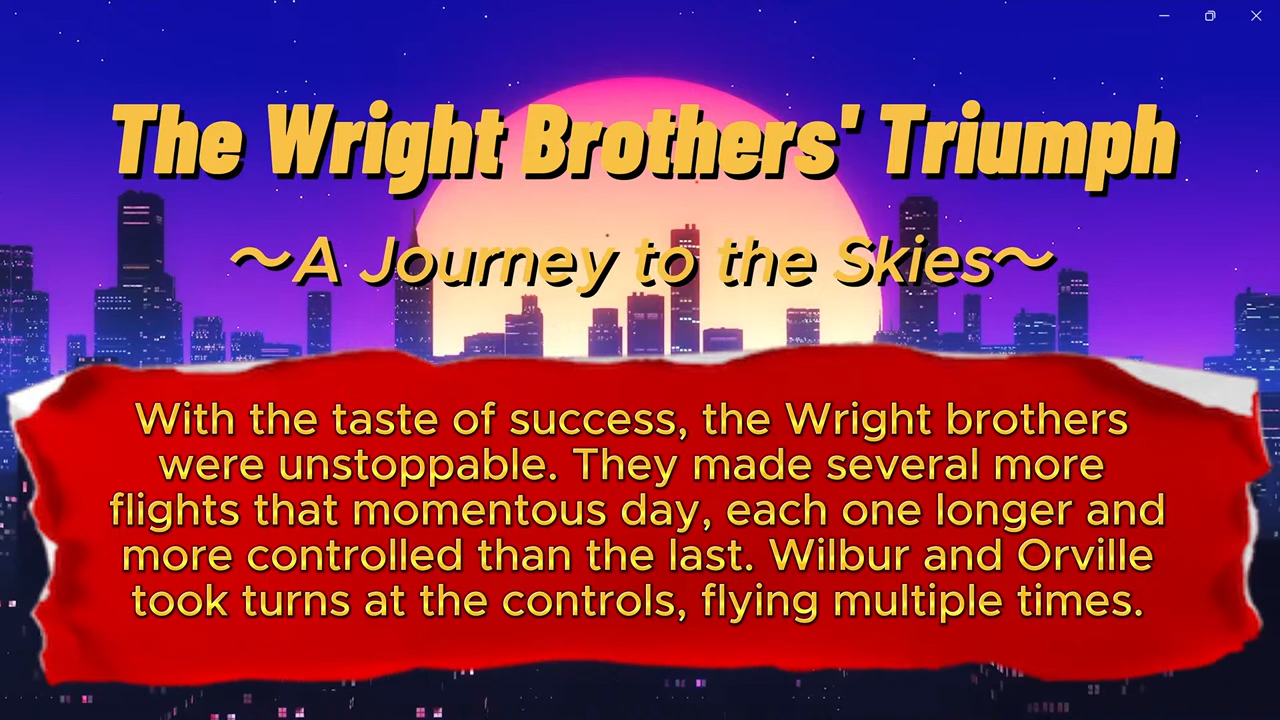 The Wright Brothers' Triumph
～A Journey to the Skies～
With the taste of success, the Wright brothers
were unstoppable. They made several more
flights that momentous day, each one longer and
more controlled than the last. Wilbur and Orville
took turns at the controls, flying multiple times.